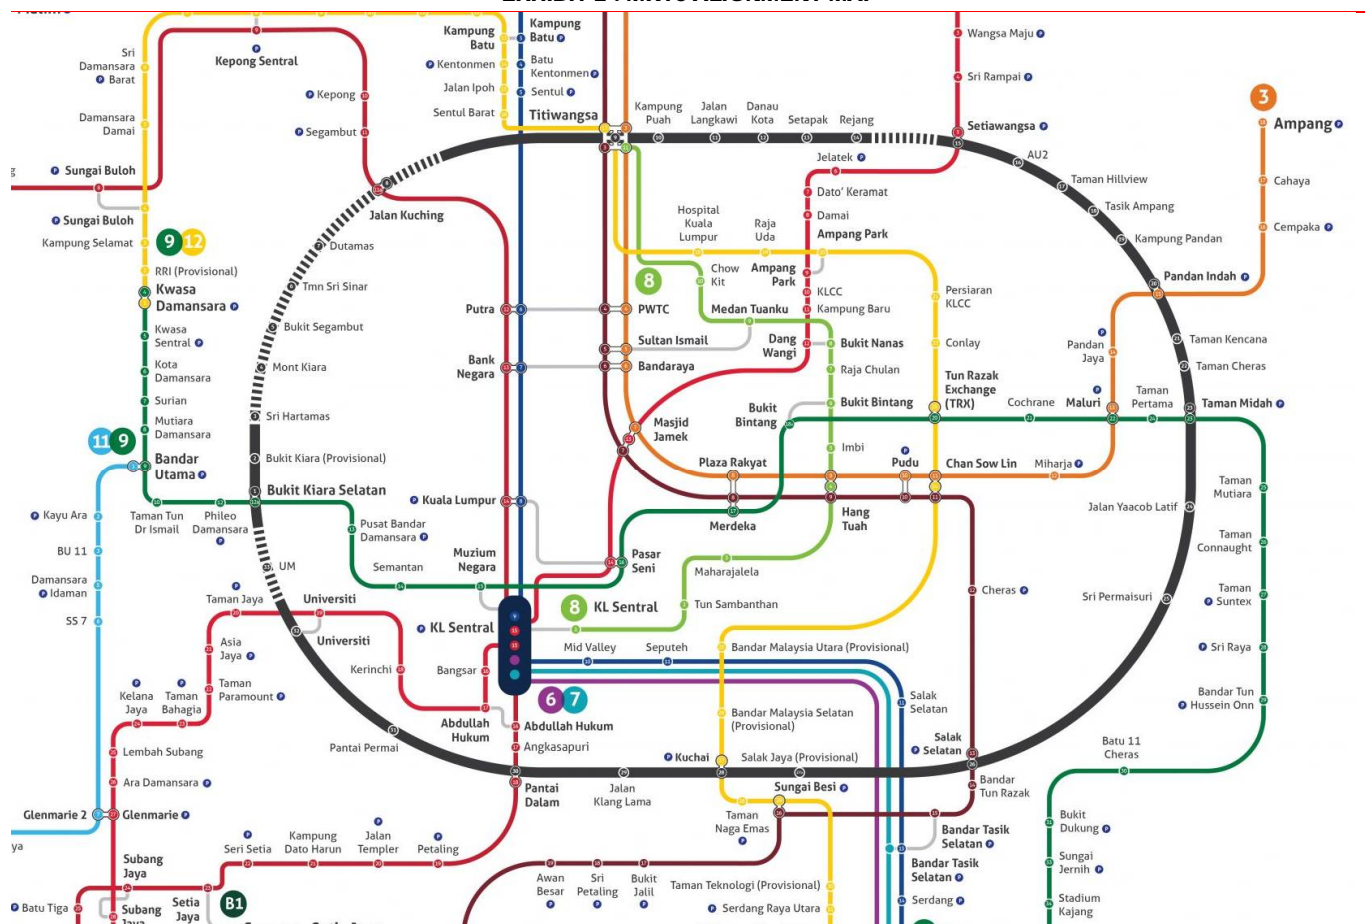 Kampung
Batu
Kampung
Batu
Wangsa Maju
Kepong Sentral
Sri
Damansara
Barat
Kentonmen
Batu
Kentonmen
Sri Rampai
Jalan Ipoh
Sentul
Kepong
3
Ampang
Sentul Barat
Titiwangsa
Kampung
Puah
Jalan
Langkawi
Danau
Kota
Setapak
Rejang
Setiawangsa
Damansara
Damai
Segambut
AU2
Jelatek
Sungai Buloh
Taman Hillview
Cahaya
Dato' Keramat
Tasik Ampang
Jalan Kuching
Damai
Sungai Buloh
Hospital
Kuala
Lumpur
Raja
Uda
Ampang Park
Cempaka
Kampung Selamat
9
12
Dutamas
Kampung Pandan
RRI (Provisional)
8
Chow
Kit
Ampang
Park
Pandan Indah
Kwasa
Damansara
Tmn Sri Sinar
KLCC
Persiaran
KLCC
Putra
PWTC
Medan Tuanku
Kampung Baru
Bukit Segambut
Kwasa
Sentral
Sultan Ismail
Dang
Wangi
Bukit Nanas
Conlay
Pandan
Jaya
Taman Kencana
Kota
Damansara
Mont Kiara
Bank
Negara
Bandaraya
Raja Chulan
Taman Cheras
Surian
Tun Razak
Exchange
(TRX)
Bukit
Bintang
Bukit Bintang
Cochrane
Maluri
Taman
Pertama
Taman Midah
Sri Hartamas
Mutiara
Damansara
Masjid
Jamek
11
9
Imbi
Bandar
Utama
Bukit Kiara (Provisional)
Plaza Rakyat
Pudu
Chan Sow Lin
Miharja
Bukit Kiara Selatan
Kuala Lumpur
Taman
Mutiara
Kayu Ara
Taman Tun
Dr Ismail
Phileo
Damansara
Pusat Bandar
Damansara
Merdeka
Hang
Tuah
Jalan Yaacob Latif
BU 11
Muzium
Negara
Pasar
Seni
Taman
Connaught
UM
Semantan
Maharajalela
Damansara
Idaman
Taman Jaya
Universiti
8
KL Sentral
Tun Sambanthan
Cheras
Sri Permaisuri
Taman
Suntex
SS 7
KL Sentral
Universiti
Asia
Jaya
Mid Valley
Seputeh
Bandar Malaysia Utara (Provisional)
Sri Raya
Kerinchi
Bangsar
Kelana
Jaya
Taman
Bahagia
Taman
Paramount
6
7
Salak
Selatan
Bandar Tun
Hussein Onn
Abdullah
Hukum
Abdullah Hukum
Bandar Malaysia Selatan
(Provisional)
Lembah Subang
Pantai Permai
Angkasapuri
Salak
Selatan
Batu 11
Cheras
Kuchai
Salak Jaya (Provisional)
Ara Damansara
Pantai
Dalam
Jalan
Klang Lama
Sungai Besi
Bandar
Tun Razak
Glenmarie 2
Glenmarie
Taman
Naga Emas
Bukit
Dukung
Seri Setia
Kampung
Dato Harun
Jalan
Templer
Petaling
Bandar Tasik
Selatan
ya
Subang
Jaya
Bandar Tasik
Selatan
Sungai
Jernih
Awan
Besar
Sri
Petaling
Bukit
Jalil
Taman Teknologi (Provisional)
Batu Tiga
Subang
Jaya
Setia
Jaya
B1
Serdang Raya Utara
Serdang
Stadium
Kajang